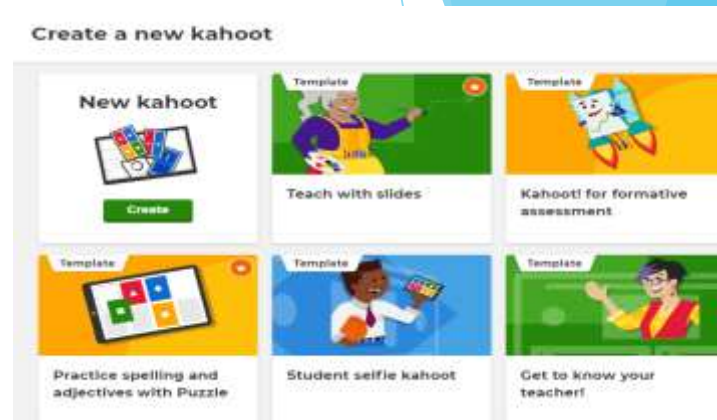 Create a new kahoot
New kahoot
Create
Template
Teach with slides
Template
Kahoot! for formative
assessment
Template
Practice spelling and
adjectives with Puzzle
Template
Student selfie kahoot
Template
Get to know your
teacher!